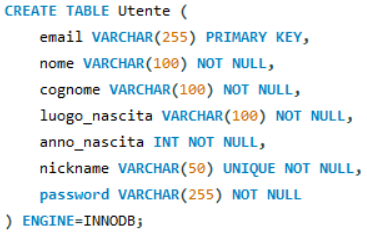 CREATE TABLE Utente (
    email VARCHAR(255) PRIMARY KEY,
    nome VARCHAR(100) NOT NULL,
    cognome VARCHAR(100) NOT NULL,
    luogo_nascita VARCHAR(100) NOT NULL,
    anno_nascita INT NOT NULL,
    nickname VARCHAR(50) UNIQUE NOT NULL,
    password VARCHAR(255) NOT NULL
) ENGINE=INNODB;